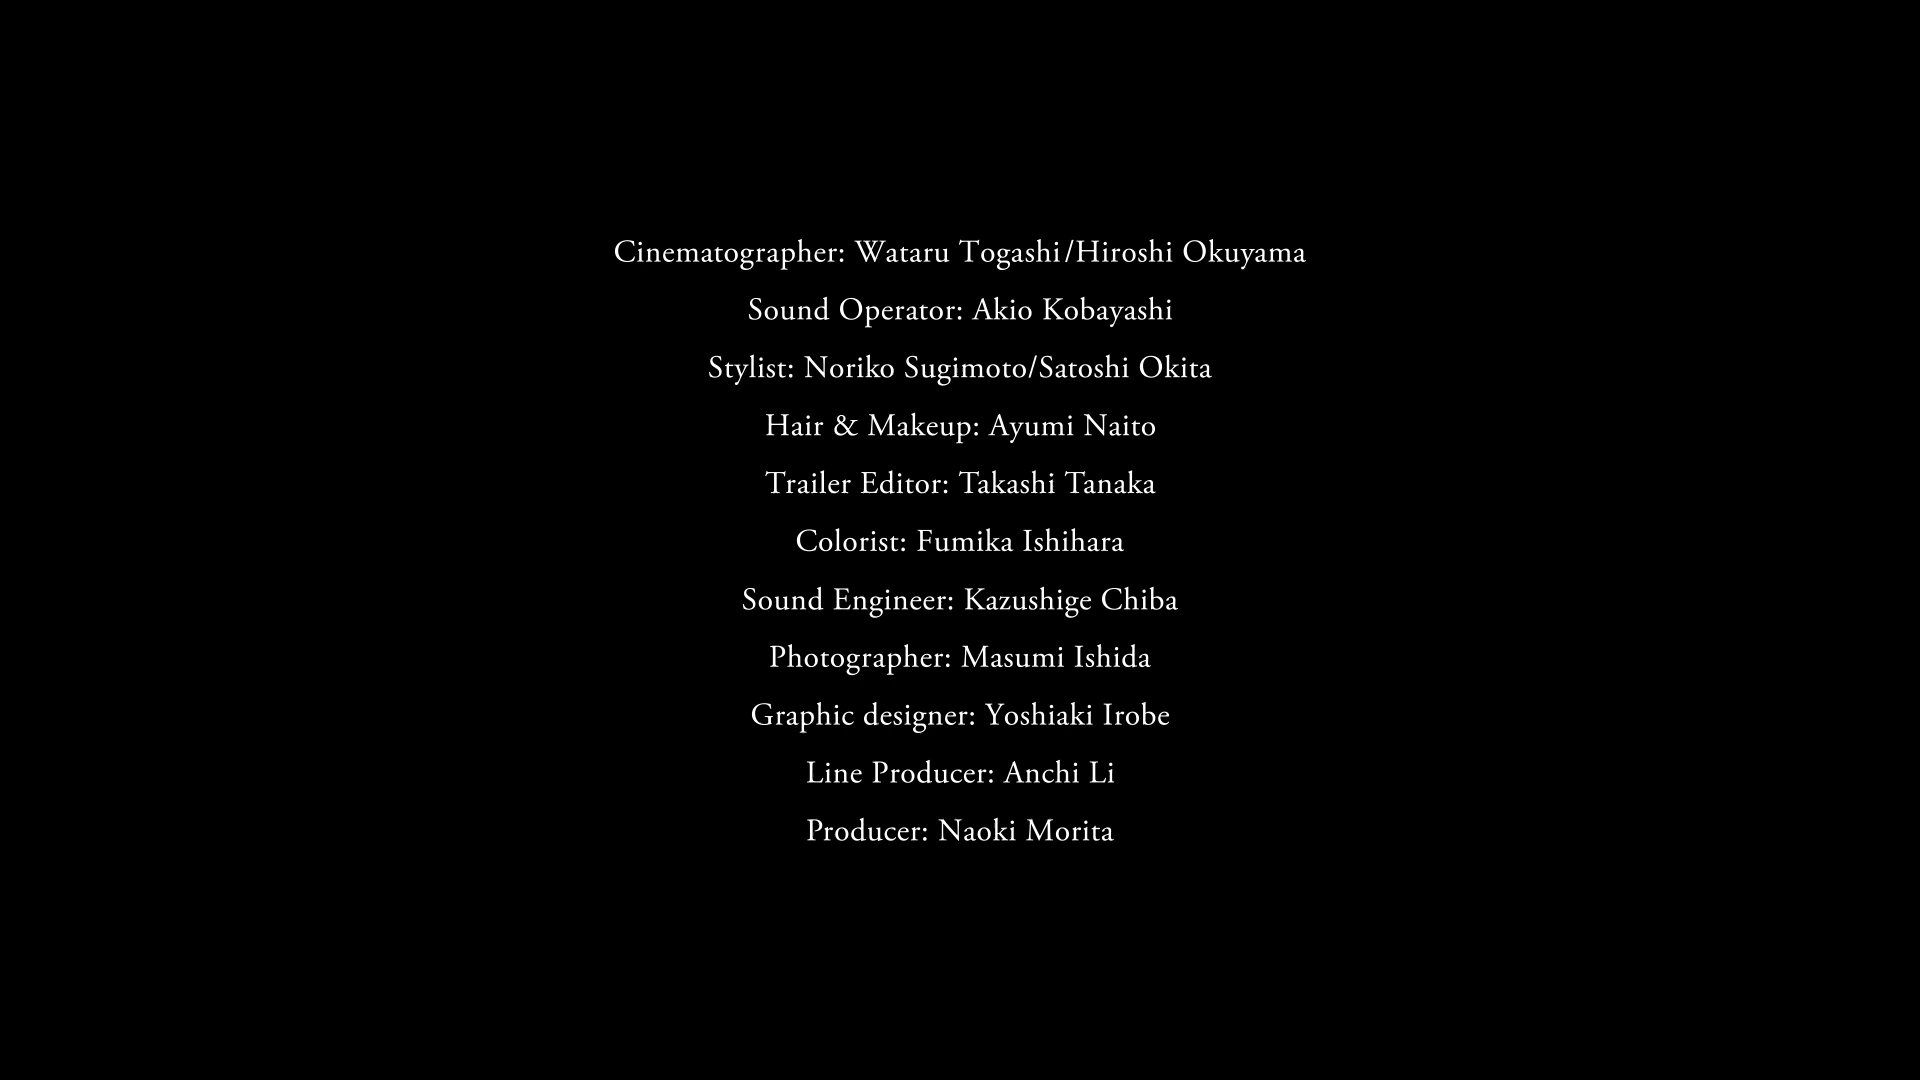 Cinematographer: Wataru Togashi/Hiroshi Okuyama
Sound Operator: Akio Kobayashi
Stylist: Noriko Sugimoto/Satoshi Okita
Hair & Makeup: Ayumi Naito
Trailer Editor: Takashi Tanaka
Colorist: Fumika Ishihara
Sound Engineer: Kazushige Chiba
Photographer: Masumi Ishida
Graphic designer: Yoshiaki Irobe
Line Producer: Anchi Li
Producer: Naoki Morita